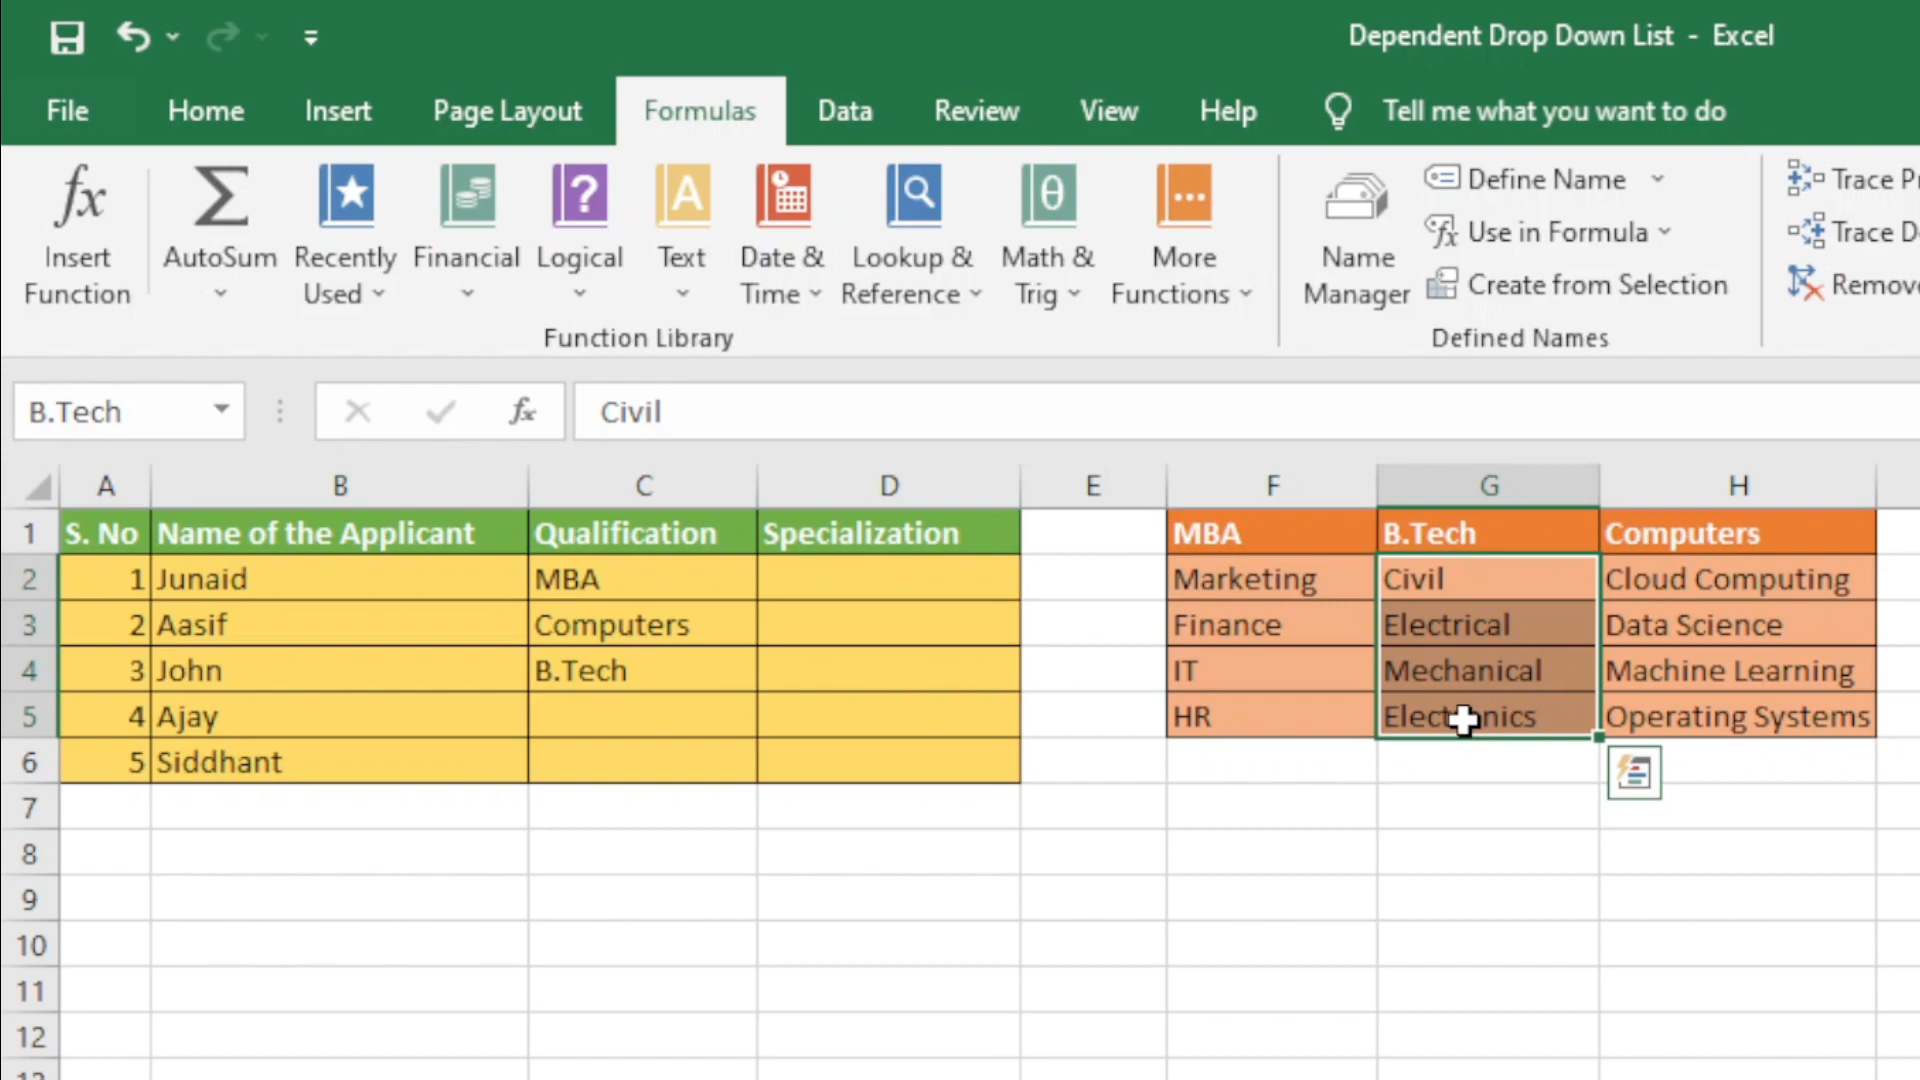 Dependent Drop Down List - Excel
File Home Insert Page Layout Formulas Data Review View Help Tell me what you want to do
fx Insert Function
Σ AutoSum
Recently Used
Financial
Logical
A Text
Date & Time
Lookup & Reference
θ Math & Trig
More Functions
Function Library
Name Manager
Define Name
Use in Formula
Create from Selection
Defined Names
Trace
Trace
B.Tech fx Civil
A B C D E F G H
1 S. No Name of the Applicant Qualification Specialization MBA B.Tech Computers
2 1 Junaid MBA Marketing Civil Cloud Computing
3 2 Aasif Computers Finance Electrical Data Science
4 3 John B.Tech IT Mechanical Machine Learning
5 4 Ajay HR Electronics Operating Systems
6 5 Siddhant
7
8
9
10
11
12